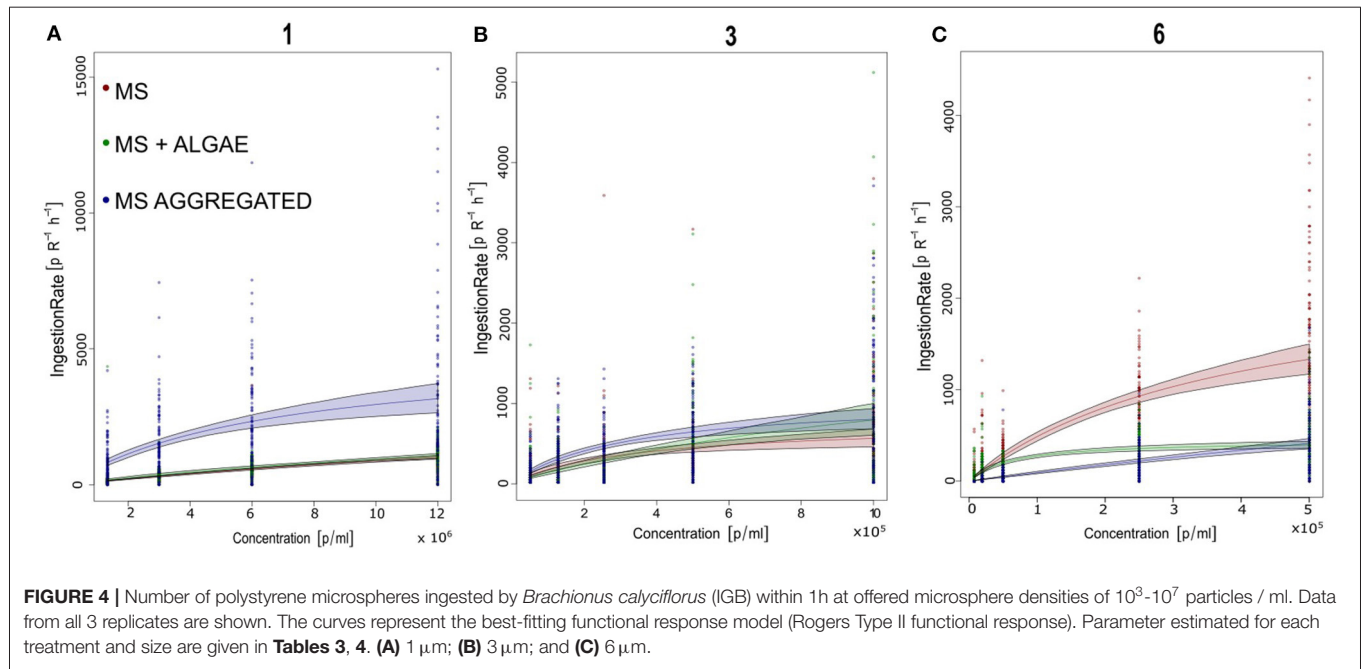 A
1
15000
10000
5000
0
IngestionRate [p R⁻¹ h⁻¹]
MS
MS + ALGAE
MS AGGREGATED
2 4 6 8 10 12
Concentration [p/ml]
x 10⁶
B
3
5000
4000
3000
2000
1000
0
IngestionRate [p R⁻¹ h⁻¹]
2 4 6 8 10
Concentration [p/ml]
x10⁵
C
6
4000
3000
2000
1000
0
IngestionRate [p R⁻¹ h⁻¹]
0 1 2 3 4 5
Concentration [p/ml]
x10⁵
FIGURE 4 | Number of polystyrene microspheres ingested by Brachionus calyciflorus (IGB) within 1h at offered microsphere densities of 10³-10⁷ particles / ml. Data
from all 3 replicates are shown. The curves represent the best-fitting functional response model (Rogers Type II functional response). Parameter estimated for each
treatment and size are given in Tables 3, 4. (A) 1 μm; (B) 3 μm; and (C) 6 μm.